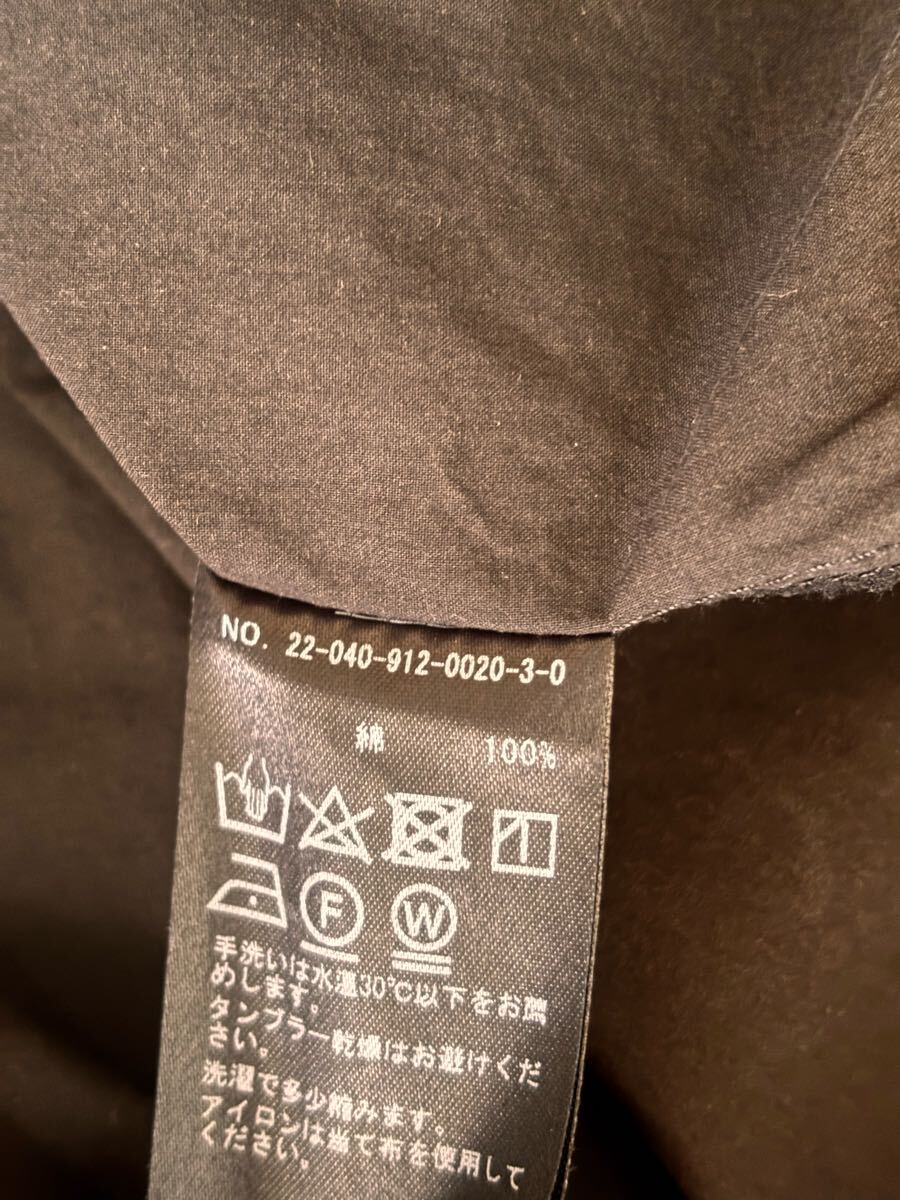 NO. 22-040-912-0020-3-0
綿 100%
F W
手洗いは水温30℃以下をお薦
めします。
タンブラー乾燥はお避けくだ
さい。
洗濯で多少縮みます。
アイロンは当て布を使用して
ください。